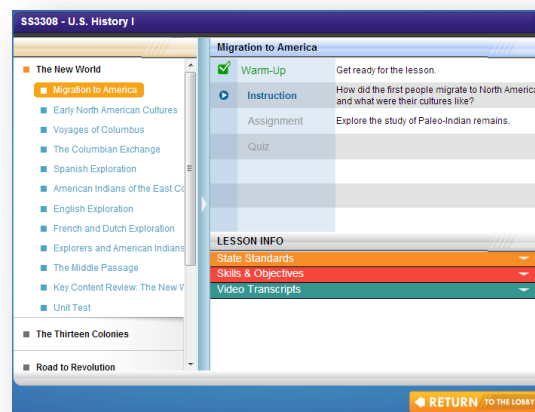 SS3308 - U.S. History I
The New World
Migration to America
Early North American Cultures
Voyages of Columbus
The Columbian Exchange
Spanish Exploration
American Indians of the East Co
English Exploration
French and Dutch Exploration
Explorers and American Indians
The Middle Passage
Key Content Review: The New W
Unit Test
The Thirteen Colonies
Road to Revolution
Migration to America
Warm-Up Get ready for the lesson.
Instruction How did the first people migrate to North America
and what were their cultures like?
Assignment Explore the study of Paleo-Indian remains.
Quiz
LESSON INFO
State Standards
Skills & Objectives
Video Transcripts
RETURN TO THE LOBBY